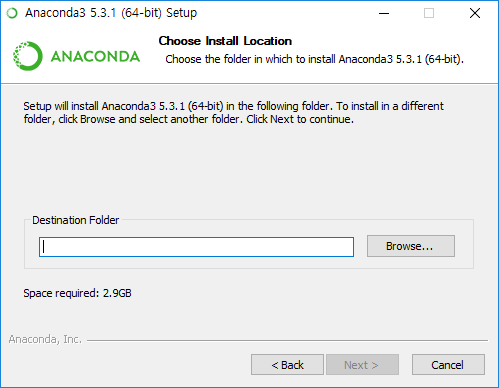 Anaconda3 5.3.1 (64-bit) Setup
Choose Install Location
Choose the folder in which to install Anaconda3 5.3.1 (64-bit).
ANACONDA
Setup will install Anaconda3 5.3.1 (64-bit) in the following folder. To install in a different
folder, click Browse and select another folder. Click Next to continue.
Destination Folder
Browse...
Space required: 2.9GB
Anaconda, Inc.
< Back
Next >
Cancel